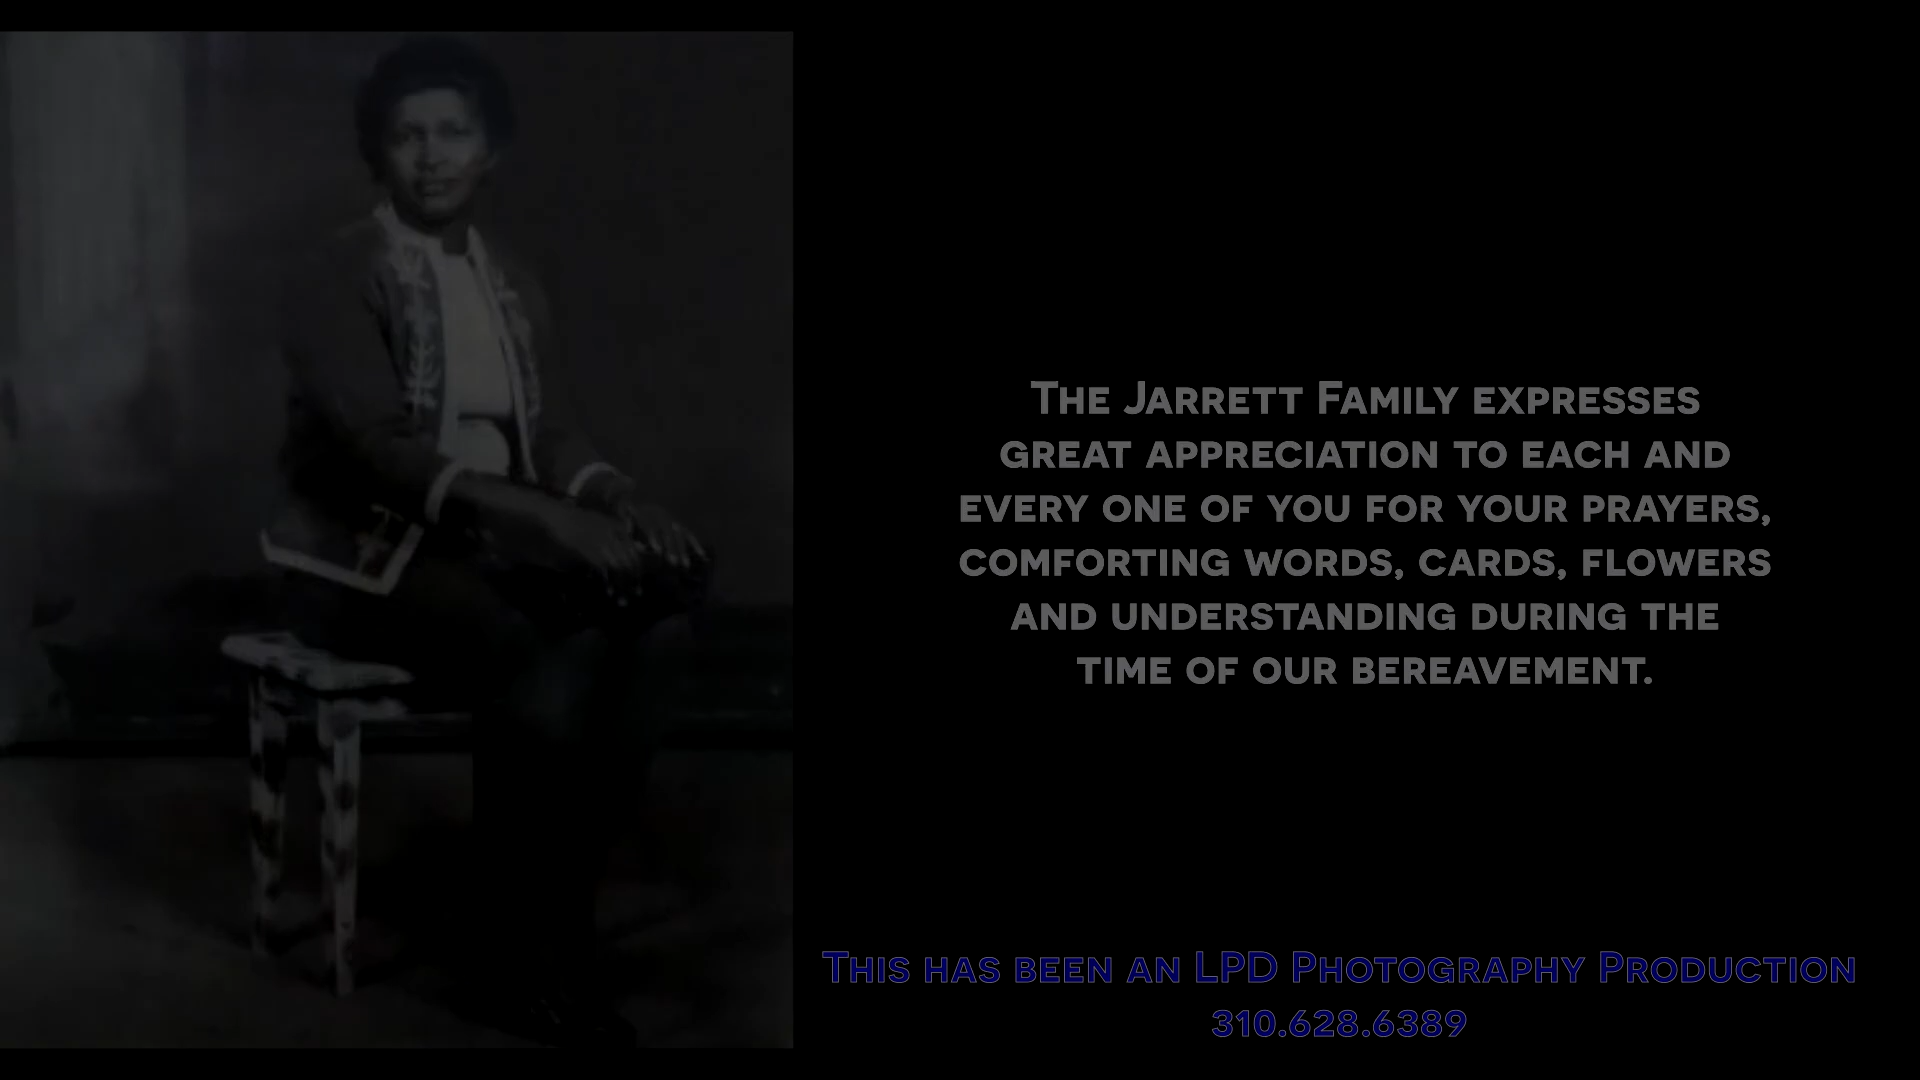 The Jarrett Family expresses
great appreciation to each and
every one of you for your prayers,
comforting words, cards, flowers
and understanding during the
time of our bereavement.
This has been an LPD Photography Production
310.628.6389